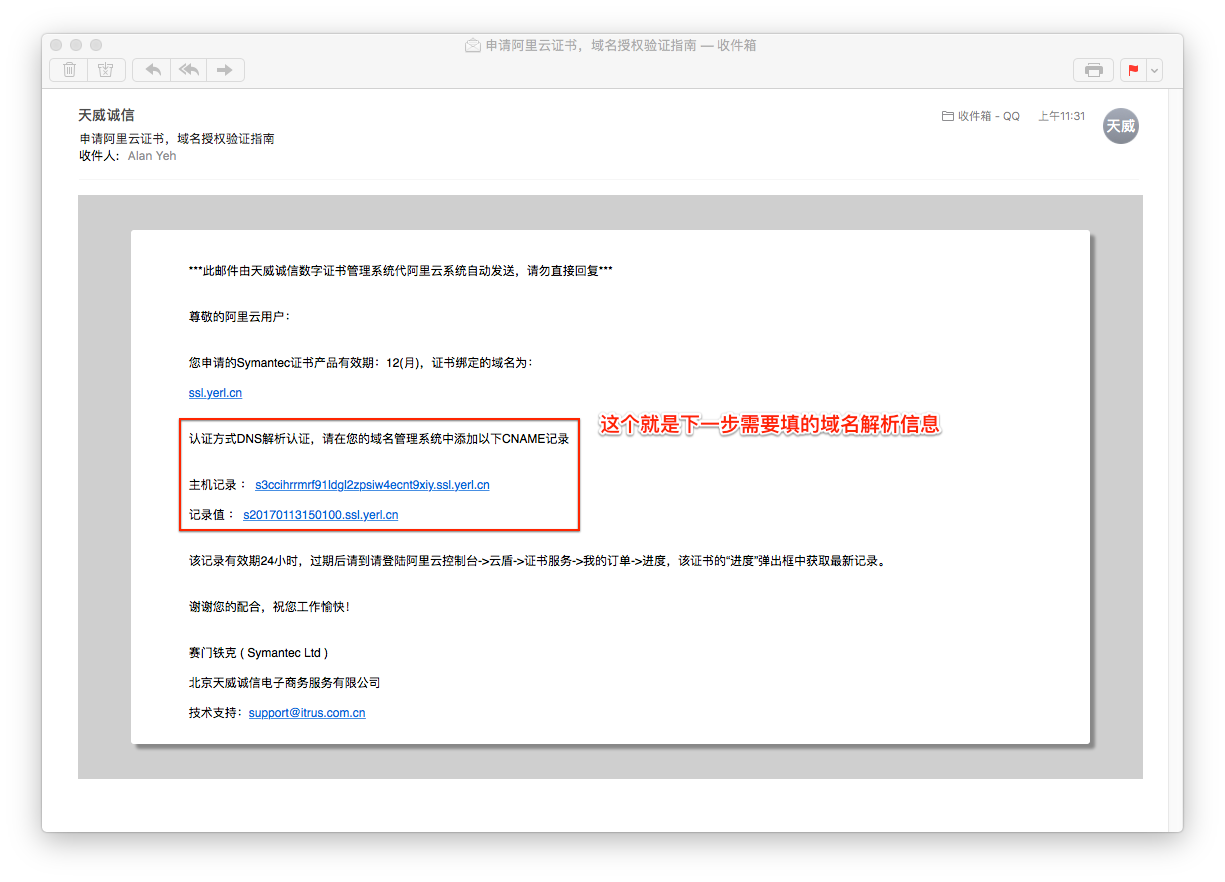 申请阿里云证书，域名授权验证指南 — 收件箱
天威诚信
收件箱 - QQ 上午11:31
天威
申请阿里云证书，域名授权验证指南
收件人： Alan Yeh
***此邮件由天威诚信数字证书管理系统代阿里云系统自动发送，请勿直接回复***
尊敬的阿里云用户：
您申请的Symantec证书产品有效期：12(月)，证书绑定的域名为：
ssl.yerl.cn
这个就是下一步需要填的域名解析信息
认证方式DNS解析认证，请在您的域名管理系统中添加以下CNAME记录
主机记录 ： s3ccihrrmrf91ldgl2zpsiw4ecnt9xiy.ssl.yerl.cn
记录值 ： s20170113150100.ssl.yerl.cn
该记录有效期24小时，过期后请到请登陆阿里云控制台->云盾->证书服务->我的订单->进度，该证书的“进度”弹出框中获取最新记录。
谢谢您的配合，祝您工作愉快！
赛门铁克 ( Symantec Ltd )
北京天威诚信电子商务服务有限公司
技术支持：support@itrus.com.cn